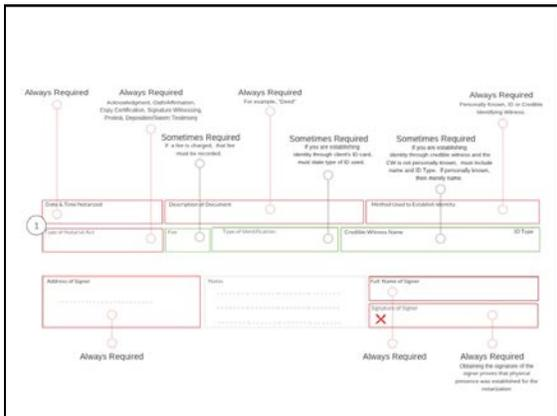 Always Required
Acknowledgment, Oath/Affirmation,
Copy Certification, Signature Witnessing,
Protest, Deposition/Sworn Testimony
Always Required
For example, "Deed"
Always Required
Personally Known, ID or Credible
Identifying Witness
Always Required
Sometimes Required
If a fee is charged, that fee
must be recorded.
Sometimes Required
If you are establishing
identity through client's ID card,
must state type of ID used.
Sometimes Required
If you are establishing
identity through credible witness and the
CW is not personally known, must include
name and ID Type. If personally known,
then merely name.
Date & Time Notarized
Description of Document
Method Used to Establish Identity
1
Type of Notarial Act
Fee
Type of Identification
Credible Witness Name
ID Type
Address of Signer
Notes
Full Name of Signer
Signature of Signer
Always Required
Always Required
Always Required
Obtaining the signature of the
signer proves that physical
presence was established for the
notarization